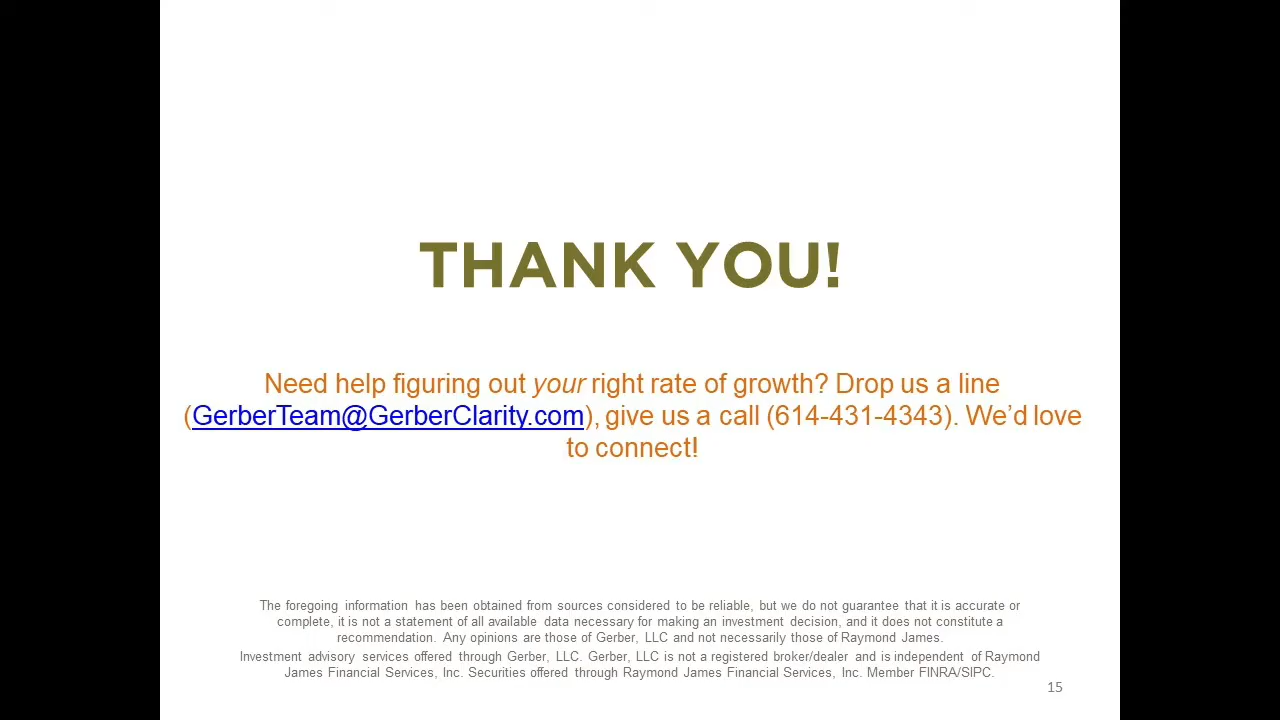 THANK YOU!
Need help figuring out your right rate of growth? Drop us a line
(GerberTeam@GerberClarity.com), give us a call (614-431-4343). We’d love
to connect!
The foregoing information has been obtained from sources considered to be reliable, but we do not guarantee that it is accurate or
complete, it is not a statement of all available data necessary for making an investment decision, and it does not constitute a
recommendation. Any opinions are those of Gerber, LLC and not necessarily those of Raymond James.
Investment advisory services offered through Gerber, LLC. Gerber, LLC is not a registered broker/dealer and is independent of Raymond
James Financial Services, Inc. Securities offered through Raymond James Financial Services, Inc. Member FINRA/SIPC.
15